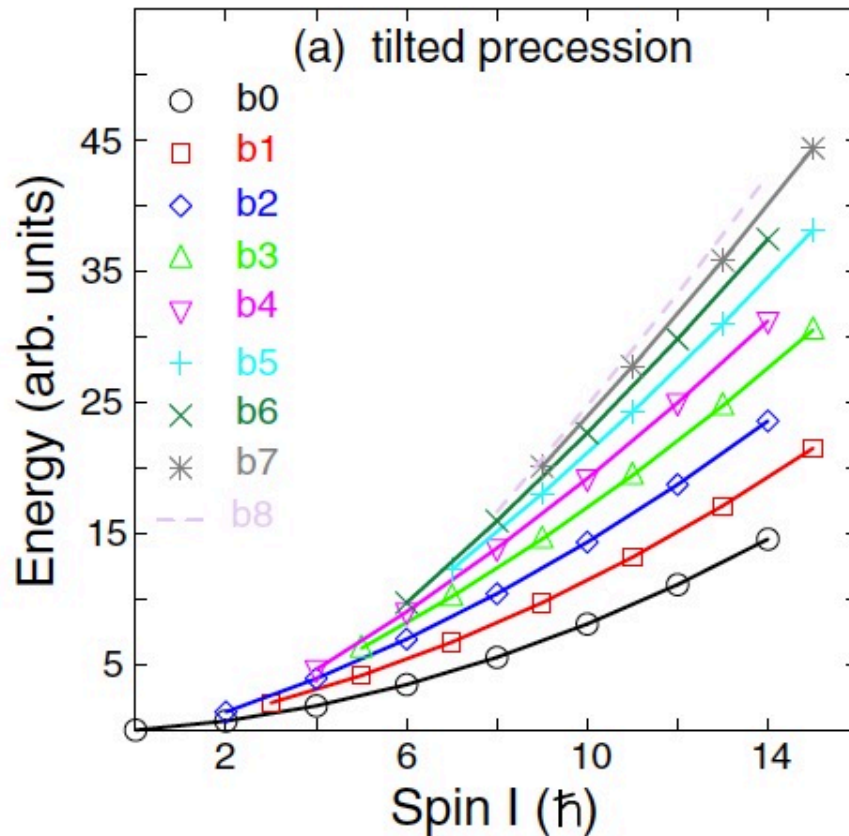 (a) tilted precession
b0
b1
b2
b3
b4
b5
b6
b7
b8
Energy (arb. units)
45
35
25
15
5
2 6 10 14
Spin I (ℏ)